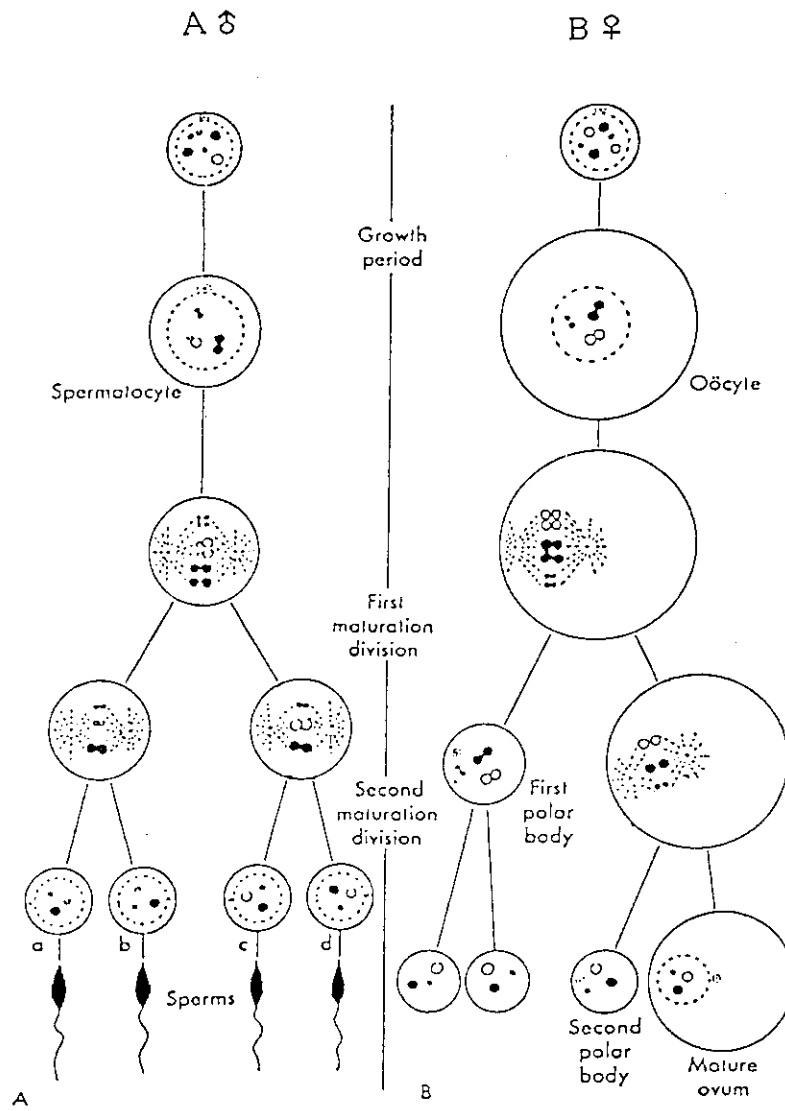 A ♂
B ♀
Growth
period
Spermatocyte
Oöcyte
First
maturation
division
Second
maturation
division
First
polar
body
a
b
c
d
Sperms
Second
polar
body
Mature
ovum
A
B